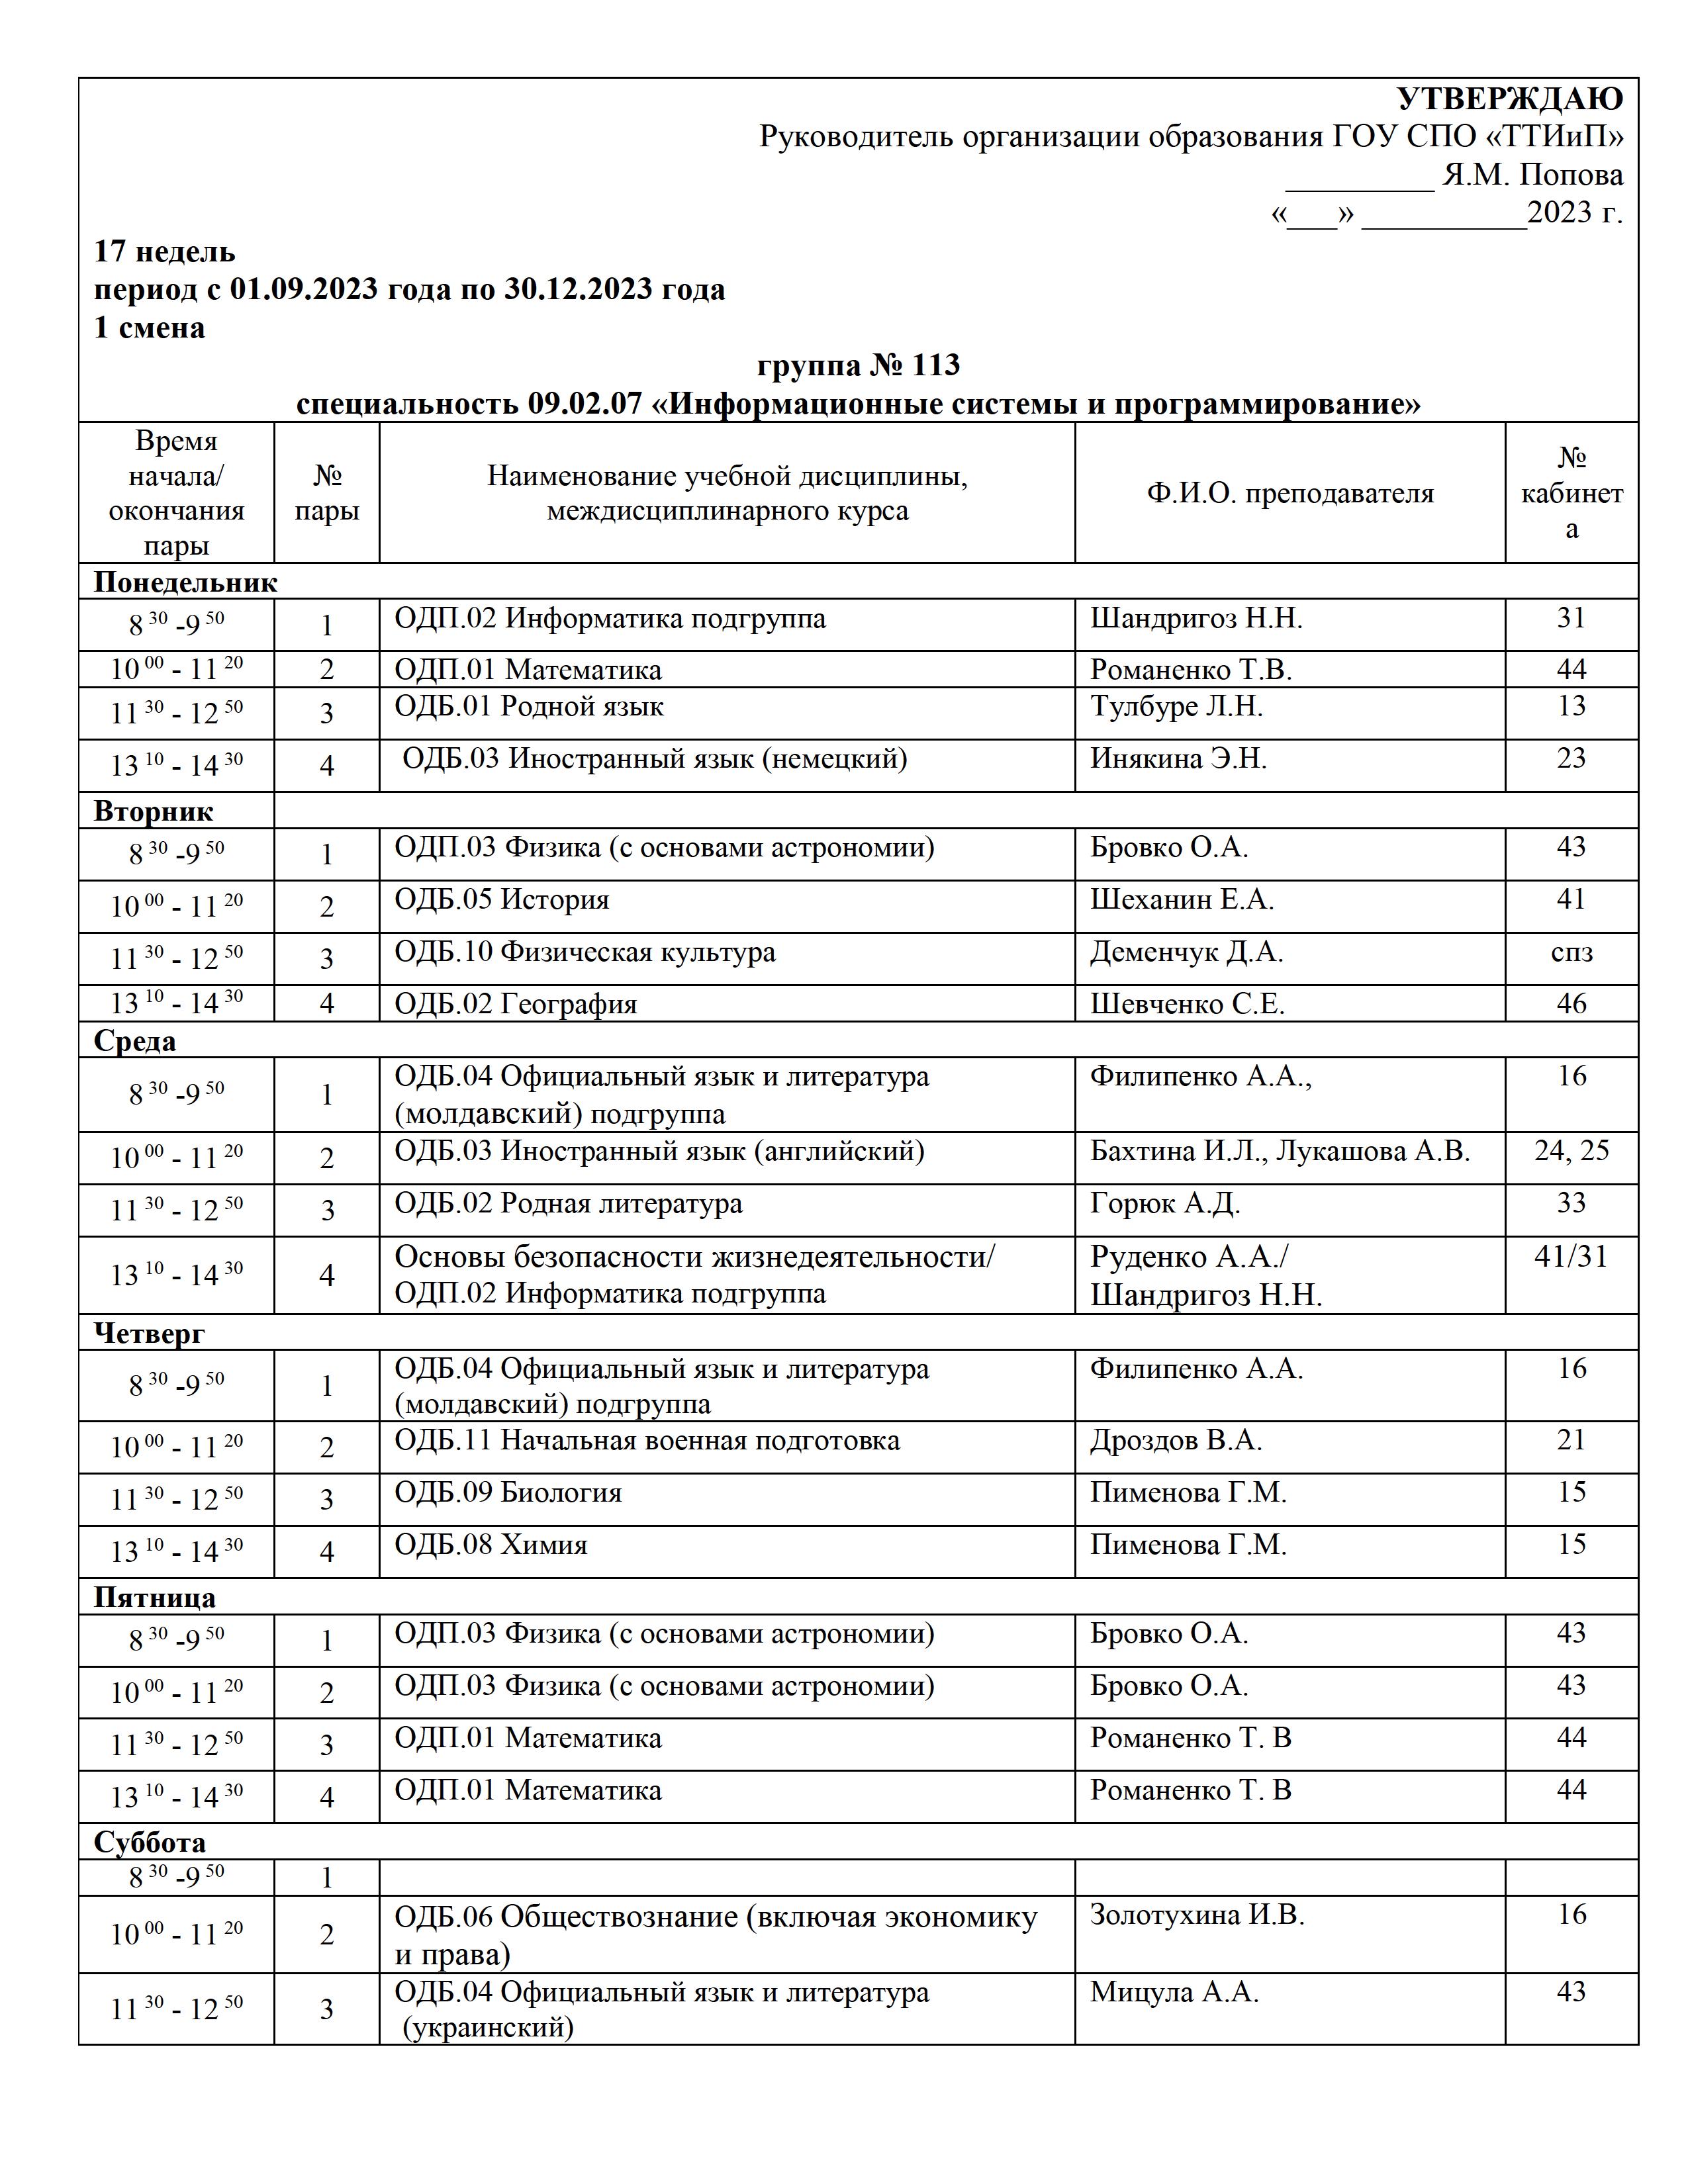 УТВЕРЖДАЮ
Руководитель организации образования ГОУ СПО «ТТИиП»
_________ Я.М. Попова
«___» __________2023 г.
17 недель
период с 01.09.2023 года по 30.12.2023 года
1 смена
группа № 113
специальность 09.02.07 «Информационные системы и программирование»
Время начала/ окончания пары № пары Наименование учебной дисциплины, междисциплинарного курса Ф.И.О. преподавателя № кабинет а
Понедельник
8 30 -9 50 1 ОДП.02 Информатика подгруппа Шандригоз Н.Н. 31
10 00 - 11 20 2 ОДП.01 Математика Романенко Т.В. 44
11 30 - 12 50 3 ОДБ.01 Родной язык Тулбуре Л.Н. 13
13 10 - 14 30 4 ОДБ.03 Иностранный язык (немецкий) Инякина Э.Н. 23
Вторник
8 30 -9 50 1 ОДП.03 Физика (с основами астрономии) Бровко О.А. 43
10 00 - 11 20 2 ОДБ.05 История Шеханин Е.А. 41
11 30 - 12 50 3 ОДБ.10 Физическая культура Деменчук Д.А. спз
13 10 - 14 30 4 ОДБ.02 География Шевченко С.Е. 46
Среда
8 30 -9 50 1 ОДБ.04 Официальный язык и литература Филипенко А.А., 16
(молдавский) подгруппа
10 00 - 11 20 2 ОДБ.03 Иностранный язык (английский) Бахтина И.Л., Лукашова А.В. 24, 25
11 30 - 12 50 3 ОДБ.02 Родная литература Горюк А.Д. 33
13 10 - 14 30 4 Основы безопасности жизнедеятельности/ Руденко А.А./ 41/31
ОДП.02 Информатика подгруппа Шандригоз Н.Н.
Четверг
8 30 -9 50 1 ОДБ.04 Официальный язык и литература Филипенко А.А. 16
(молдавский) подгруппа
10 00 - 11 20 2 ОДБ.11 Начальная военная подготовка Дроздов В.А. 21
11 30 - 12 50 3 ОДБ.09 Биология Пименова Г.М. 15
13 10 - 14 30 4 ОДБ.08 Химия Пименова Г.М. 15
Пятница
8 30 -9 50 1 ОДП.03 Физика (с основами астрономии) Бровко О.А. 43
10 00 - 11 20 2 ОДП.03 Физика (с основами астрономии) Бровко О.А. 43
11 30 - 12 50 3 ОДП.01 Математика Романенко Т. В 44
13 10 - 14 30 4 ОДП.01 Математика Романенко Т. В 44
Суббота
8 30 -9 50 1
10 00 - 11 20 2 ОДБ.06 Обществознание (включая экономику Золотухина И.В. 16
и права)
11 30 - 12 50 3 ОДБ.04 Официальный язык и литература Мицула А.А. 43
(украинский)